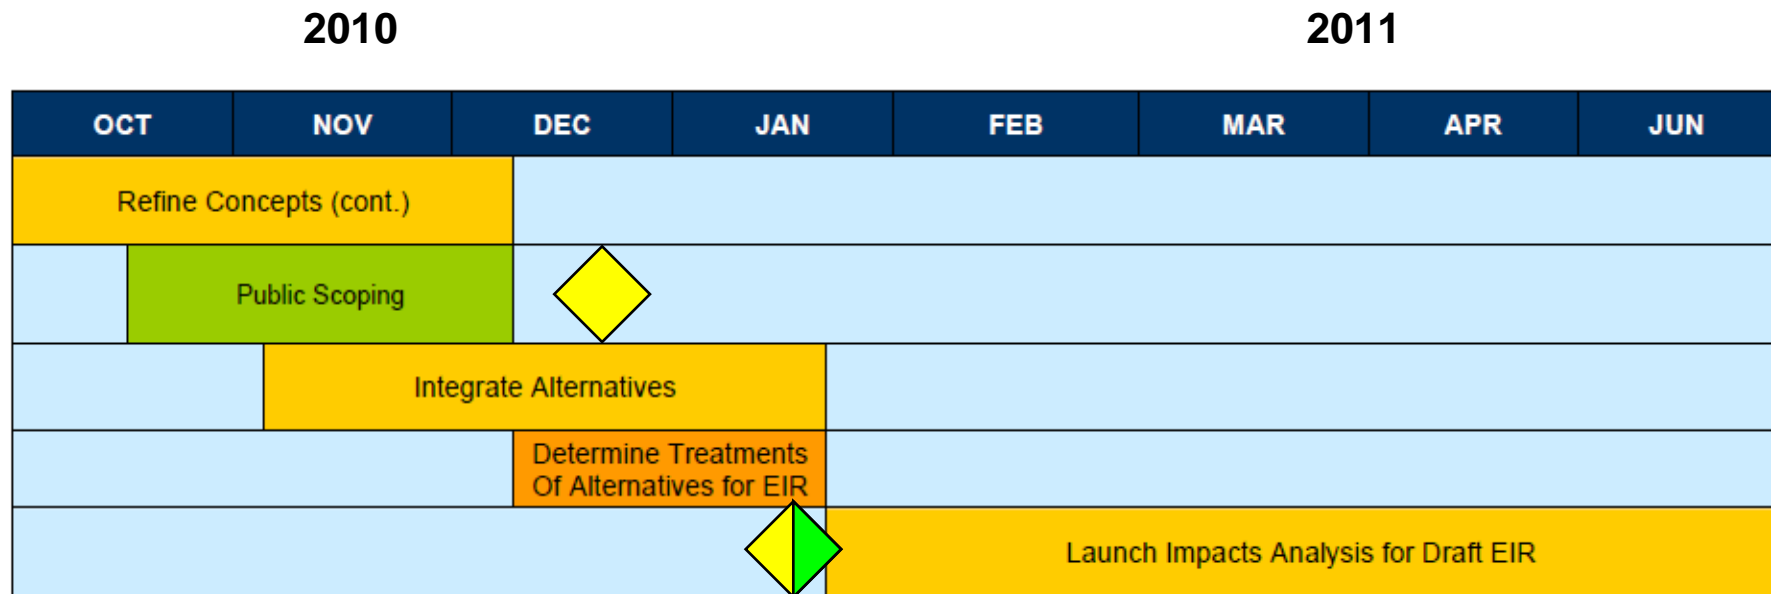 2010 2011
OCT NOV DEC JAN FEB MAR APR JUN
Refine Concepts (cont.)
Public Scoping
Integrate Alternatives
Determine Treatments
Of Alternatives for EIR
Launch Impacts Analysis for Draft EIR